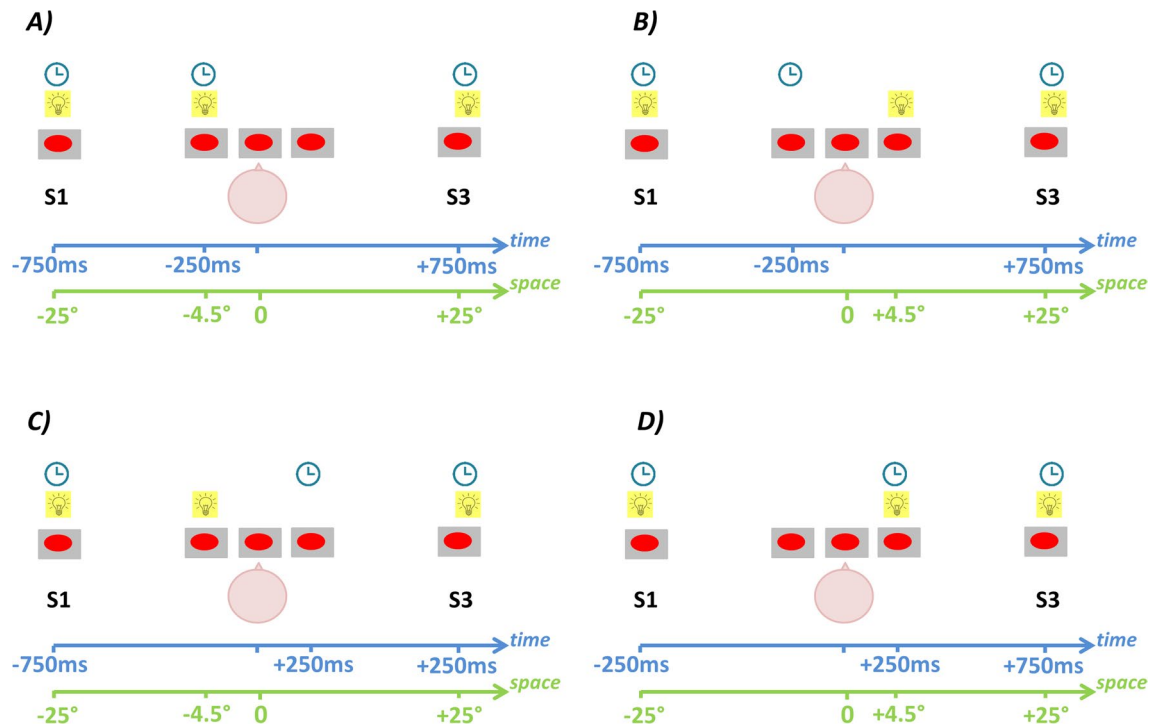 A)
S1 S3
time
-750ms -250ms +750ms
space
-25° -4.5° 0 +25°
B)
S1 S3
time
-750ms -250ms +750ms
space
-25° 0 +4.5° +25°
C)
S1 S3
time
-750ms +250ms +250ms
space
-25° -4.5° 0 +25°
D)
S1 S3
time
-250ms +250ms +750ms
space
-25° 0 +4.5° +25°